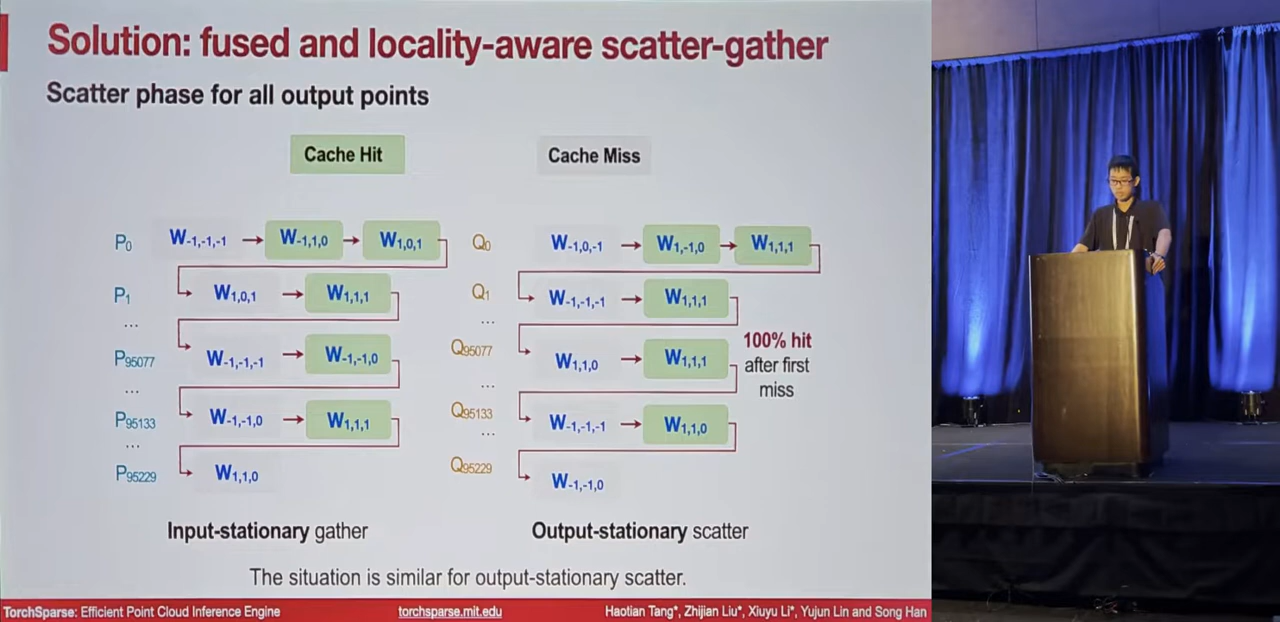 Solution: fused and locality-aware scatter-gather
Scatter phase for all output points
Cache Hit
Cache Miss
P0 W-1,-1,-1 → W-1,1,0 → W1,0,1
P1 W1,0,1 → W1,1,1
...
P95077 W-1,-1,-1 → W-1,-1,0
...
P95133 W-1,-1,0 → W1,1,1
...
P95229 W1,1,0
Input-stationary gather
Q0 W-1,0,-1 → W1,-1,0 → W1,1,1
Q1 W-1,-1,-1 → W1,1,1
...
Q95077 W1,1,0 → W1,1,1
...
Q95133 W-1,-1,-1 → W1,1,0
...
Q95229 W-1,-1,0
100% hit
after first
miss
Output-stationary scatter
The situation is similar for output-stationary scatter.
TorchSparse: Efficient Point Cloud Inference Engine
torchsparse.mit.edu
Haotian Tang*, Zhijian Liu*, Xiuyu Li*, Yujun Lin and Song Han